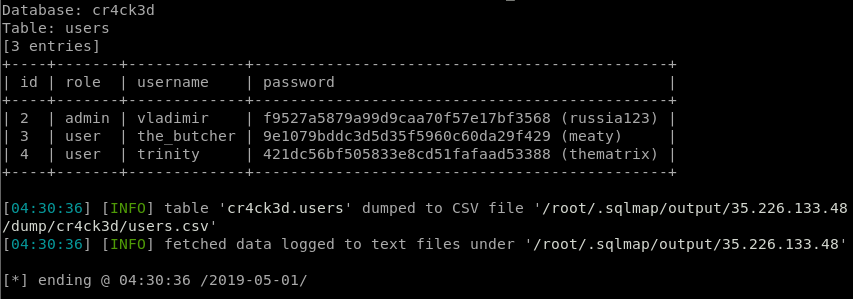 Database: cr4ck3d
Table: users
[3 entries]
+----+-------+-------------+---------------------------------------------+
| id | role  | username    | password                                    |
+----+-------+-------------+---------------------------------------------+
| 2  | admin | vladimir    | f9527a5879a99d9caa70f57e17bf3568 (russia123) |
| 3  | user  | the_butcher | 9e1079bddc3d5d35f5960c60da29f429 (meaty)     |
| 4  | user  | trinity     | 421dc56bf505833e8cd51fafaad53388 (thematrix) |
+----+-------+-------------+---------------------------------------------+
[04:30:36] [INFO] table 'cr4ck3d.users' dumped to CSV file '/root/.sqlmap/output/35.226.133.48
/dump/cr4ck3d/users.csv'
[04:30:36] [INFO] fetched data logged to text files under '/root/.sqlmap/output/35.226.133.48'
[*] ending @ 04:30:36 /2019-05-01/